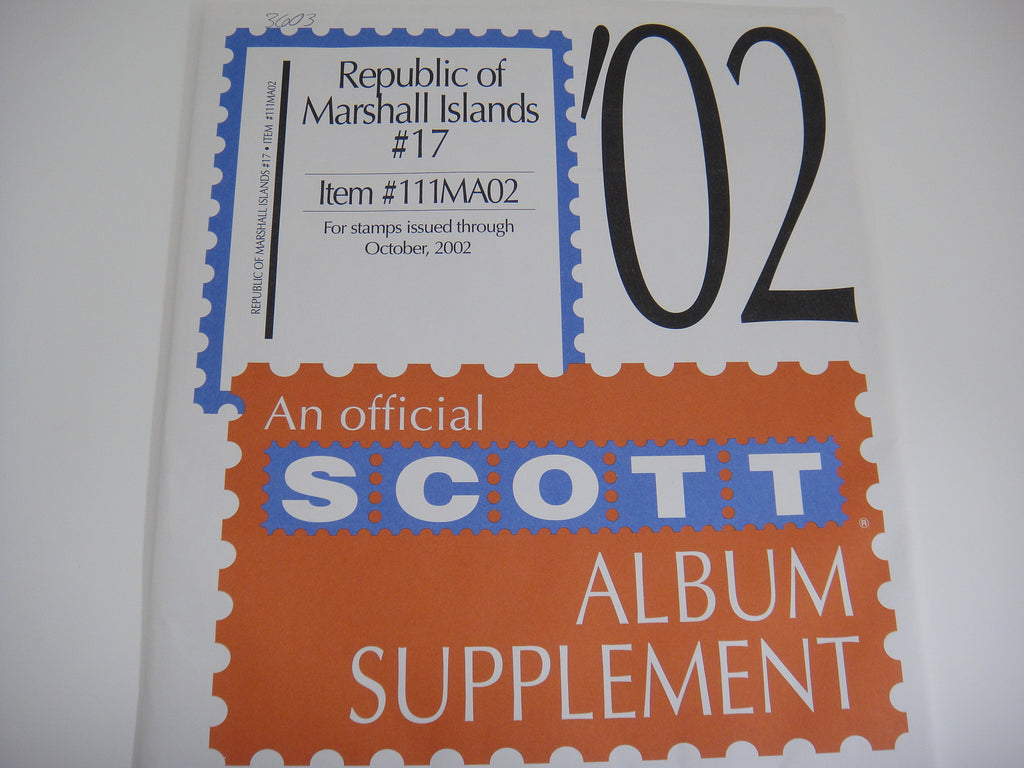 3603
REPUBLIC OF MARSHALL ISLANDS #17 • ITEM #111MA02
Republic of
Marshall Islands
#17
Item #111MA02
For stamps issued through
October, 2002
'02
An official
SCOTT®
ALBUM
SUPPLEMENT